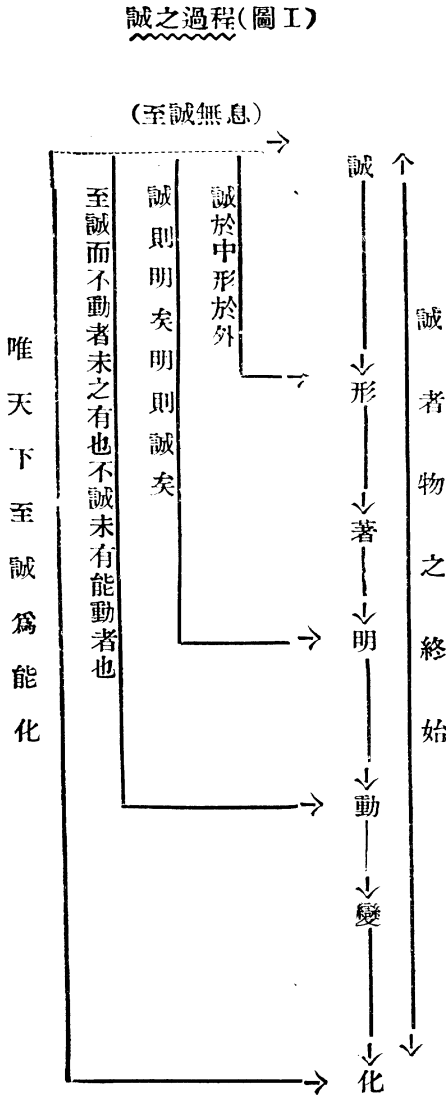 誠之過程(圖工)
(至誠無息)
誠者物之終始
誠
形
著
明
動
變
化
誠於中形於外
誠則明矣明則誠矣
至誠而不動者未之有也不誠未有能動者也
唯天下至誠爲能化